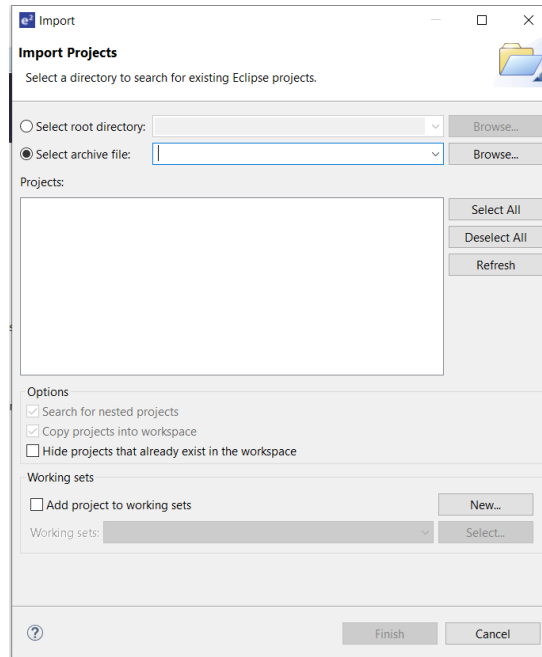 e² Import
Import Projects
Select a directory to search for existing Eclipse projects.
Select root directory:
Browse...
Select archive file:
Browse...
Projects:
Select All
Deselect All
Refresh
Options
Search for nested projects
Copy projects into workspace
Hide projects that already exist in the workspace
Working sets
Add project to working sets
New...
Working sets:
Select...
?
Finish
Cancel